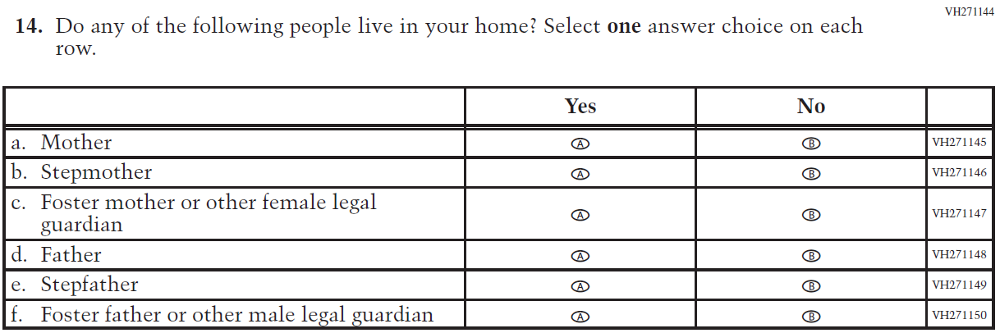 VH271144
14. Do any of the following people live in your home? Select one answer choice on each
row.
Yes No
a. Mother A B VH271145
b. Stepmother A B VH271146
c. Foster mother or other female legal
guardian A B VH271147
d. Father A B VH271148
e. Stepfather A B VH271149
f. Foster father or other male legal guardian A B VH271150